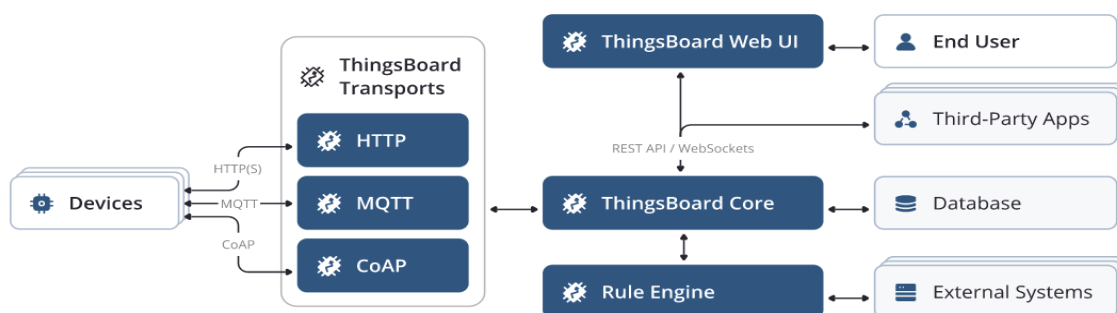 ThingsBoard Web UI
End User
ThingsBoard
Transports
Third-Party Apps
HTTP
REST API / WebSockets
HTTP(S)
Devices
MQTT
MQTT
ThingsBoard Core
Database
CoAP
CoAP
Rule Engine
External Systems